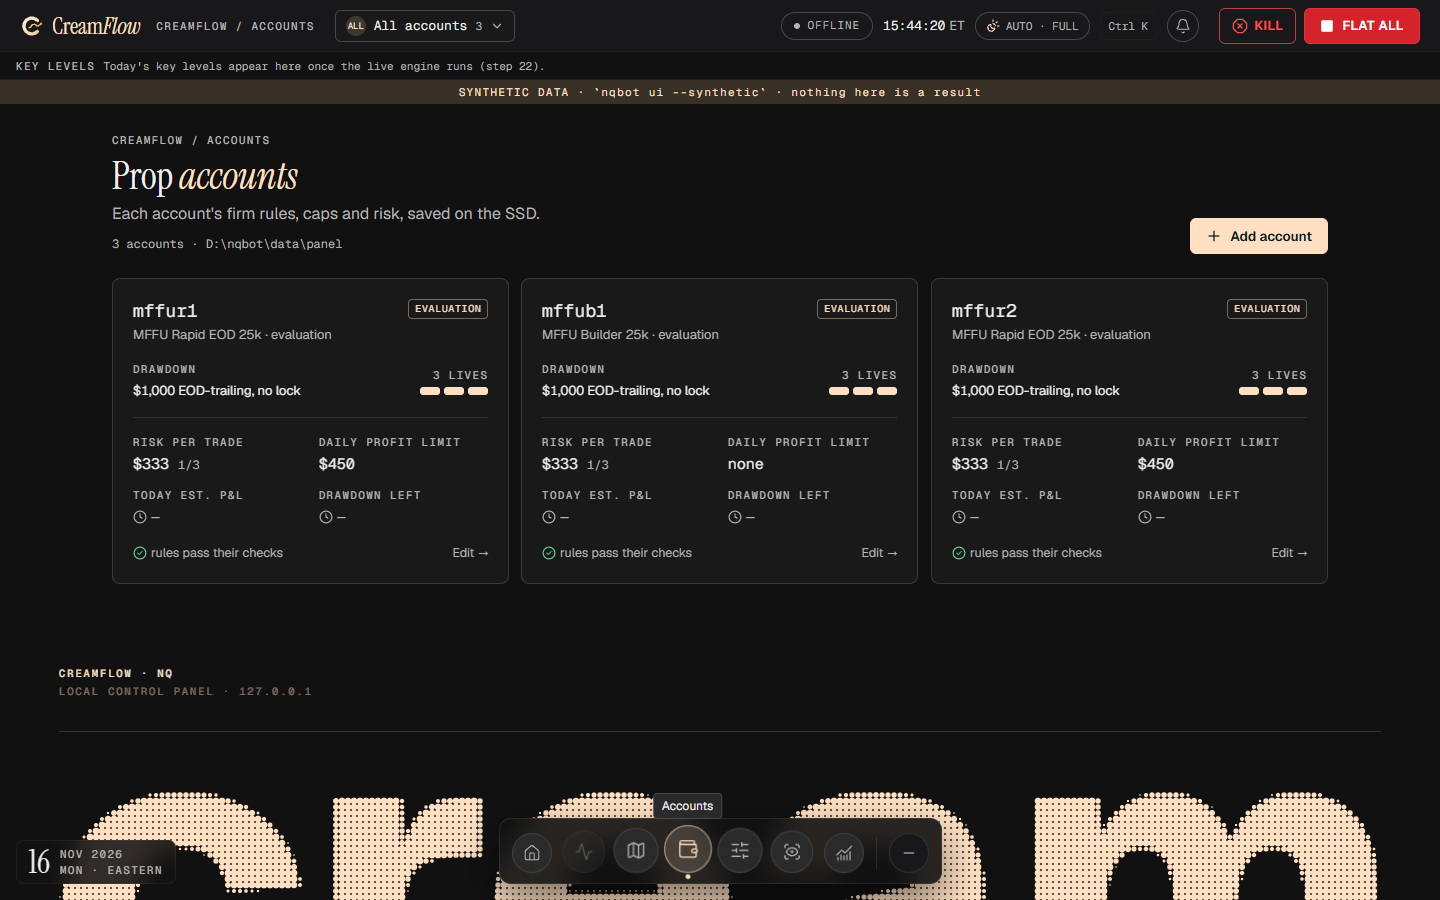 CreamFlow CREAMFLOW / ACCOUNTS ALL All accounts 3 OFFLINE 15:44:20 ET AUTO · FULL Ctrl K KILL FLAT ALL
KEY LEVELS Today's key levels appear here once the live engine runs (step 22).
SYNTHETIC DATA · `nqbot ui --synthetic` · nothing here is a result
CREAMFLOW / ACCOUNTS
Prop accounts
Each account's firm rules, caps and risk, saved on the SSD.
3 accounts · D:\nqbot\data\panel
Add account
mffur1 EVALUATION
MFFU Rapid EOD 25k · evaluation
DRAWDOWN 3 LIVES
$1,000 EOD-trailing, no lock
RISK PER TRADE DAILY PROFIT LIMIT
$333 1/3 $450
TODAY EST. P&L DRAWDOWN LEFT
– –
rules pass their checks Edit →
mffub1 EVALUATION
MFFU Builder 25k · evaluation
DRAWDOWN 3 LIVES
$1,000 EOD-trailing, no lock
RISK PER TRADE DAILY PROFIT LIMIT
$333 1/3 none
TODAY EST. P&L DRAWDOWN LEFT
– –
rules pass their checks Edit →
mffur2 EVALUATION
MFFU Rapid EOD 25k · evaluation
DRAWDOWN 3 LIVES
$1,000 EOD-trailing, no lock
RISK PER TRADE DAILY PROFIT LIMIT
$333 1/3 $450
TODAY EST. P&L DRAWDOWN LEFT
– –
rules pass their checks Edit →
CREAMFLOW · NQ
LOCAL CONTROL PANEL · 127.0.0.1
Accounts
16 NOV 2026
MON · EASTERN